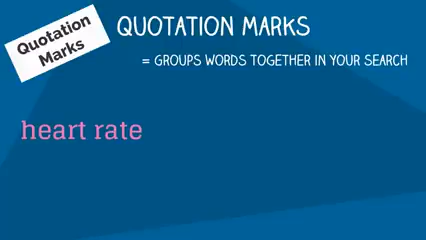 Quotation
Marks
QUOTATION MARKS
= GROUPS WORDS TOGETHER IN YOUR SEARCH
heart rate